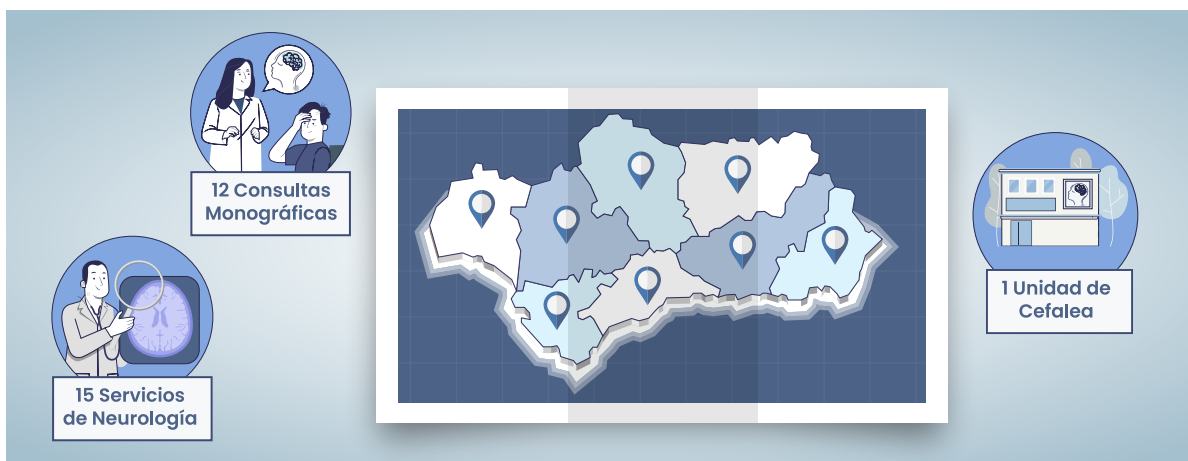 12 Consultas
Monográficas
15 Servicios
de Neurología
1 Unidad de
Cefalea